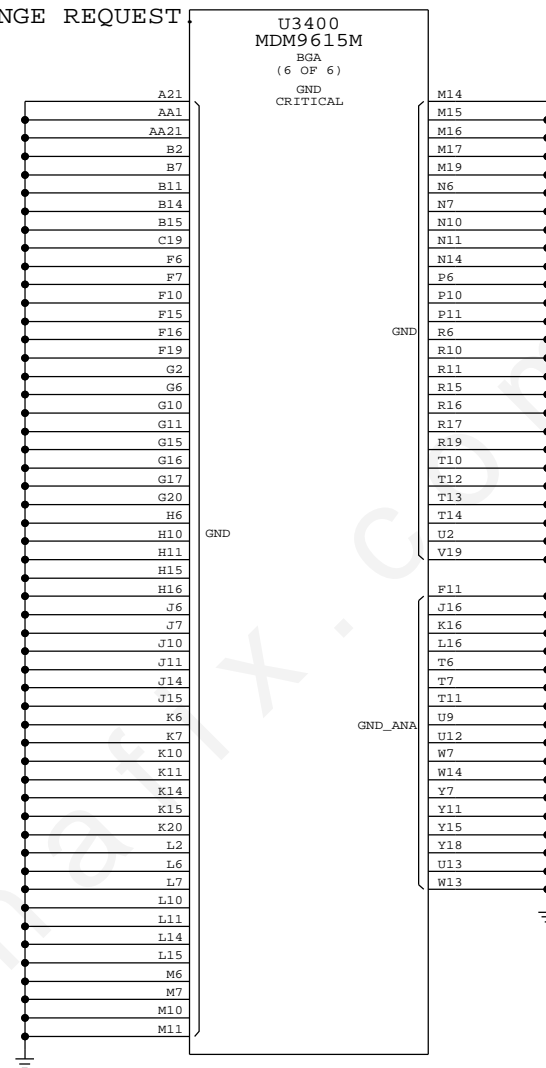 NGE REQUEST.
U3400
MDM9615M
BGA
(6 OF 6)
GND
CRITICAL
A21
AA1
AA21
B2
B7
B11
B14
B15
C19
F6
F7
F10
F15
F16
F19
G2
G6
G10
G11
G15
G16
G17
G20
H6
H10
H11
H15
H16
J6
J7
J10
J11
J14
J15
K6
K7
K10
K11
K14
K15
K20
L2
L6
L7
L10
L11
L14
L15
M6
M7
M10
M11
GND
M14
M15
M16
M17
M19
N6
N7
N10
N11
N14
P6
P10
P11
R6
R10
R11
R15
R16
R17
R19
T10
T12
T13
T14
U2
V19
GND
F11
J16
K16
L16
T6
T7
T11
U9
U12
W7
W14
Y7
Y11
Y15
Y18
U13
W13
GND_ANA
afix.com